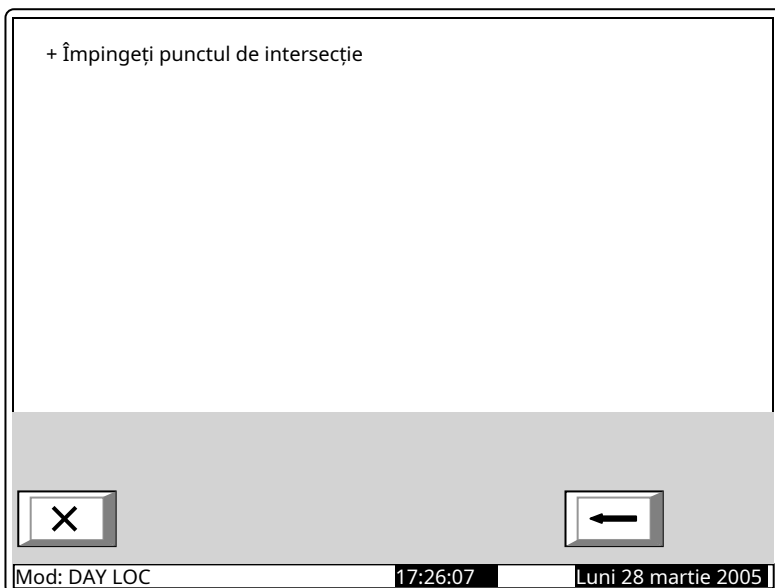 + Împingeți punctul de intersecție
Mod: DAY LOC 17:26:07 Luni 28 martie 2005